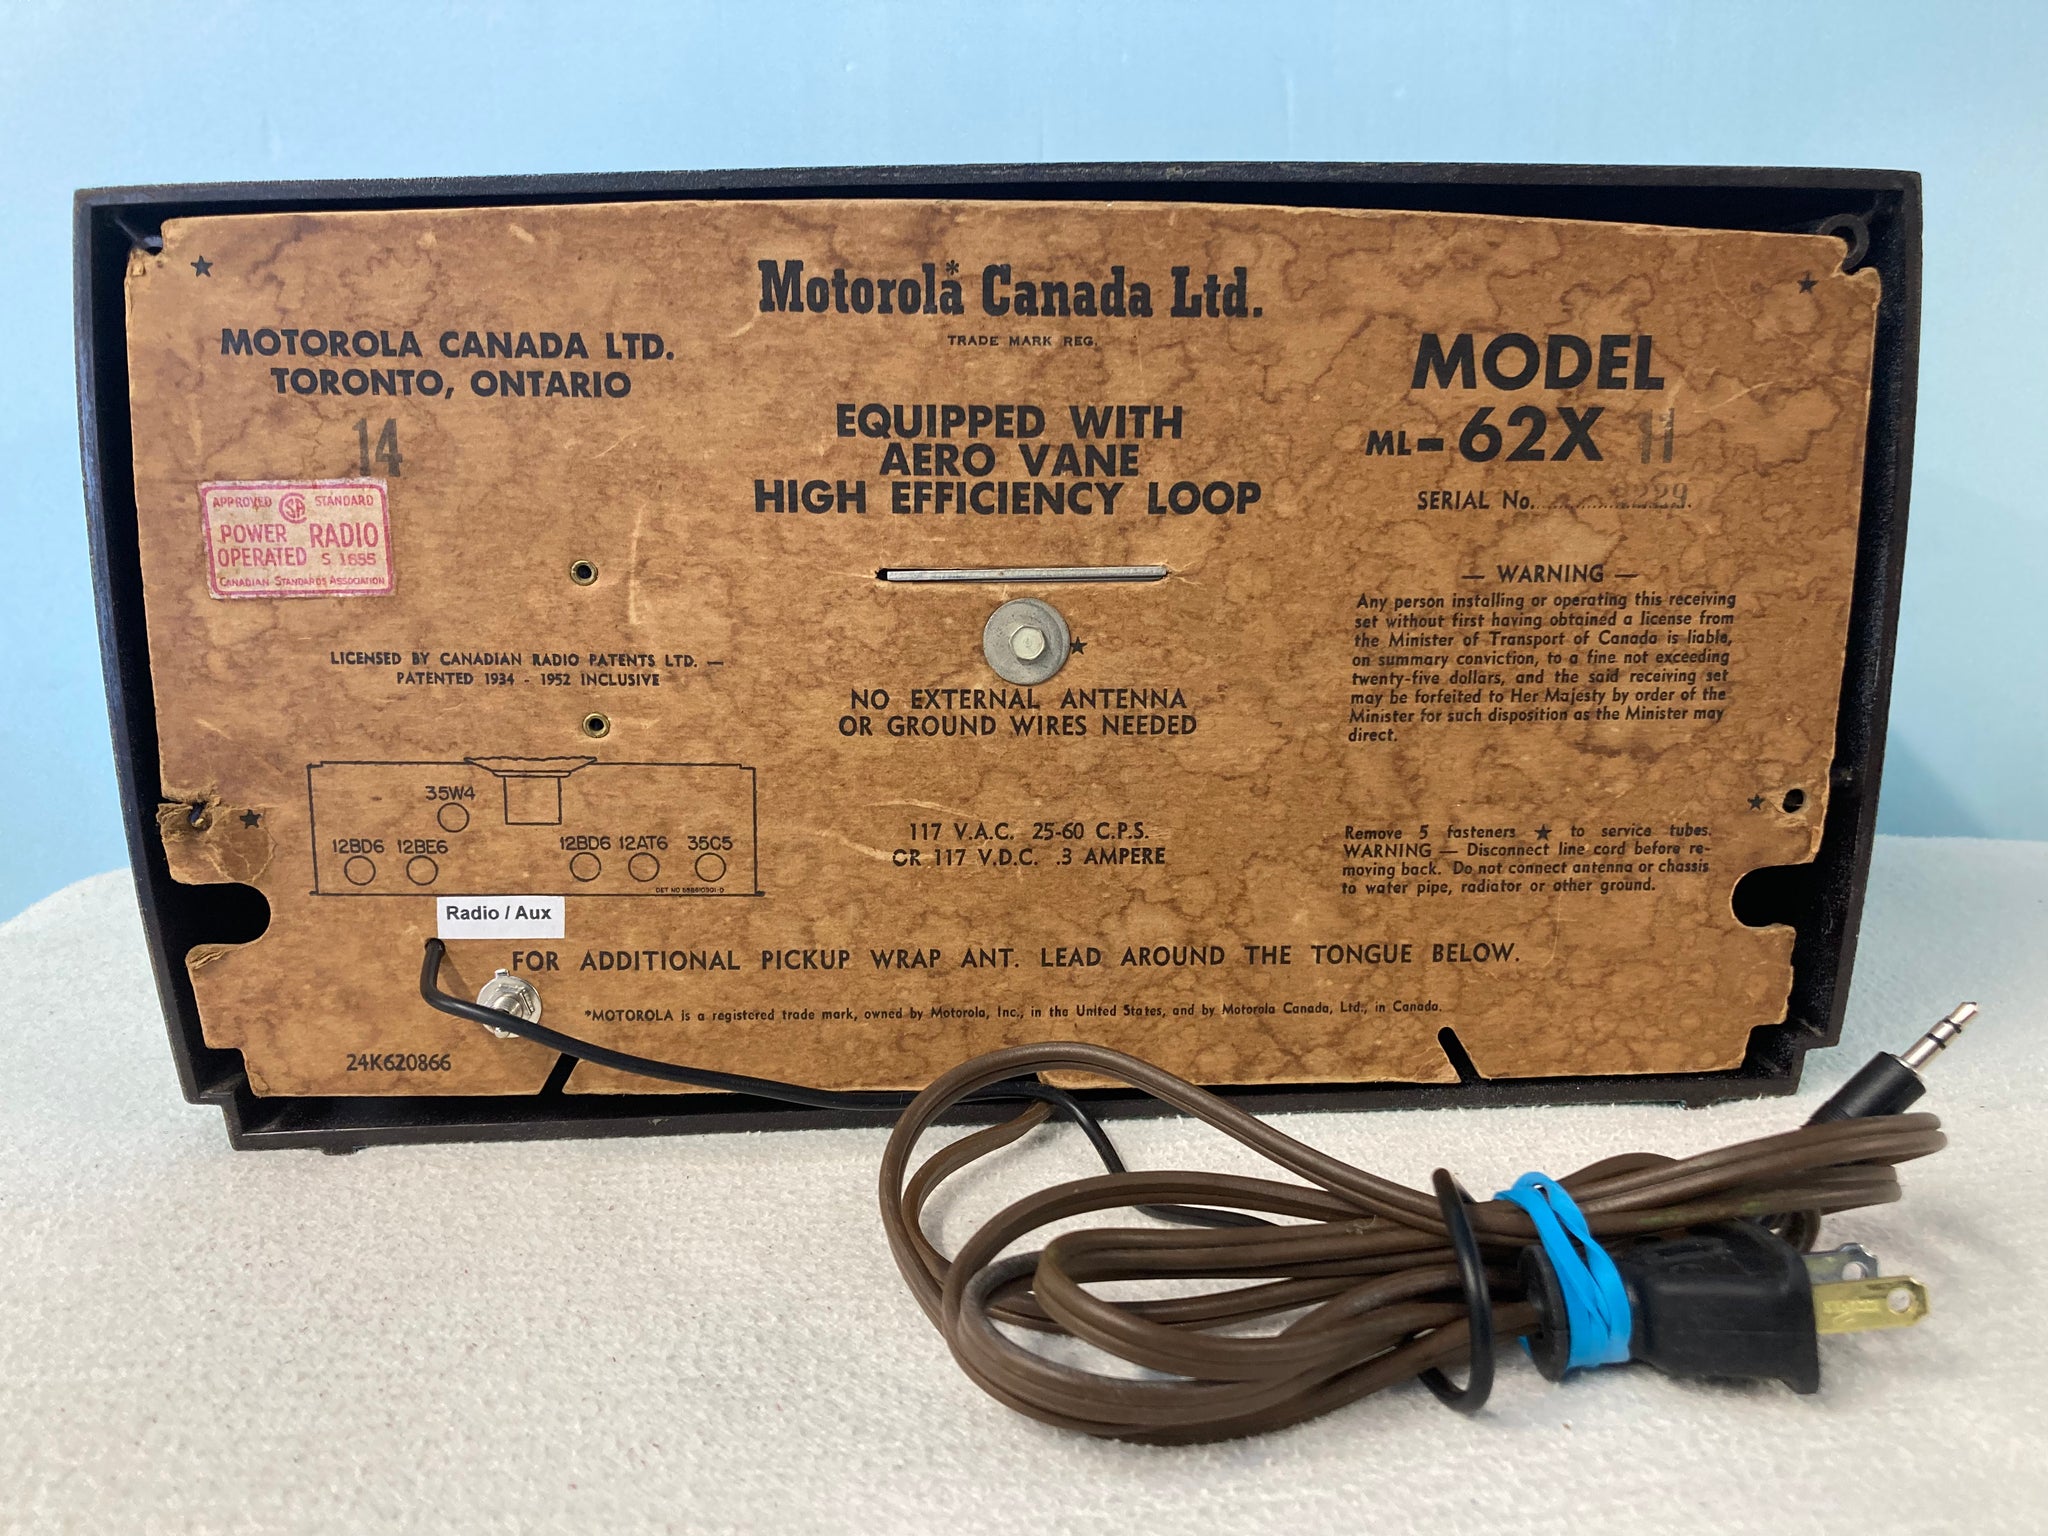 Motorola* Canada Ltd.
TRADE MARK REG.
MOTOROLA CANADA LTD.
TORONTO, ONTARIO
14
APPROVED SA STANDARD
POWER RADIO
OPERATED S 1655
CANADIAN STANDARDS ASSOCIATION
EQUIPPED WITH
AERO VANE
HIGH EFFICIENCY LOOP
MODEL
ML-62X 11
SERIAL No.
— WARNING —
Any person installing or operating this receiving
set without first having obtained a license from
the Minister of Transport of Canada is liable,
on summary conviction, to a fine not exceeding
twenty-five dollars, and the said receiving set
may be forfeited to Her Majesty by order of the
Minister for such disposition as the Minister may
direct.
LICENSED BY CANADIAN RADIO PATENTS LTD. —
PATENTED 1934 - 1952 INCLUSIVE
NO EXTERNAL ANTENNA
OR GROUND WIRES NEEDED
35W4
12BD6 12BE6 12BD6 12AT6 35C5
117 V.A.C. 25-60 C.P.S.
OR 117 V.D.C. .3 AMPERE
Remove 5 fasteners ★ to service tubes.
WARNING — Disconnect line cord before re-
moving back. Do not connect antenna or chassis
to water pipe, radiator or other ground.
Radio / Aux
FOR ADDITIONAL PICKUP WRAP ANT. LEAD AROUND THE TONGUE BELOW.
*MOTOROLA is a registered trade mark, owned by Motorola, Inc., in the United States, and by Motorola Canada, Ltd., in Canada.
24K620866